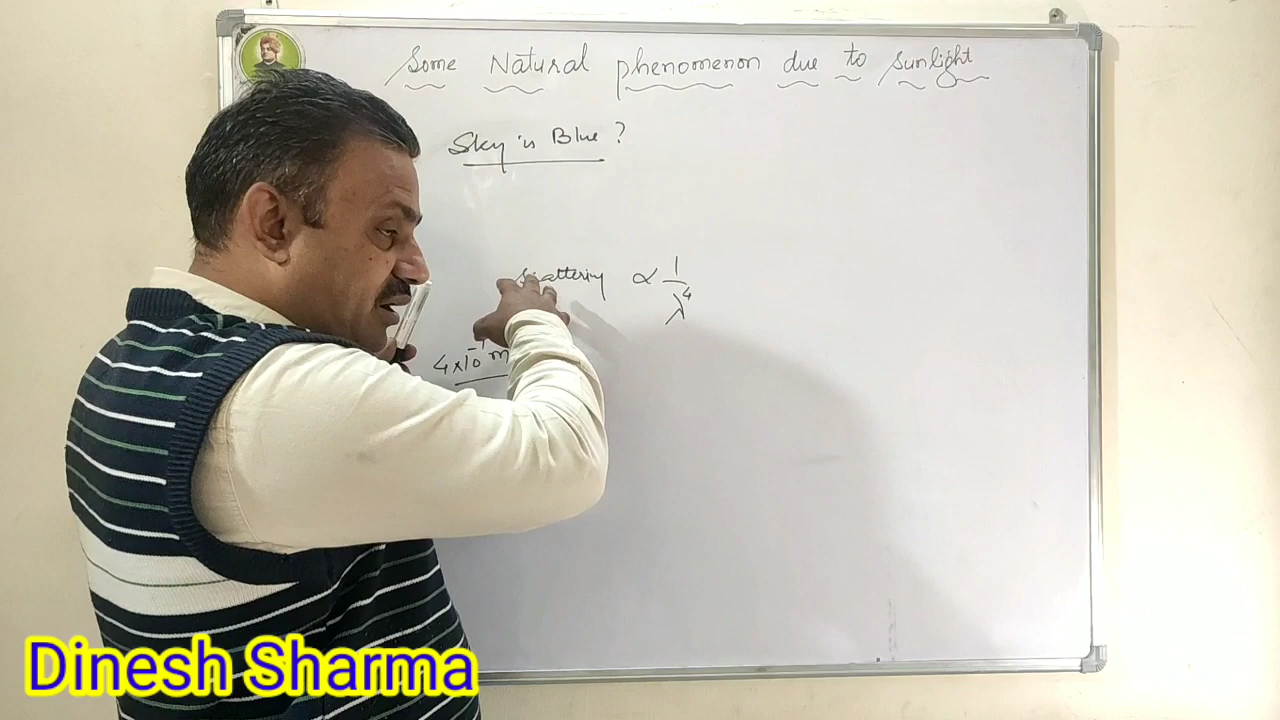 Some Natural phenomenon due to sunlight
Sky is Blue?
Scattering ∝ 1/λ⁴
4×10⁻⁷m
Dinesh Sharma